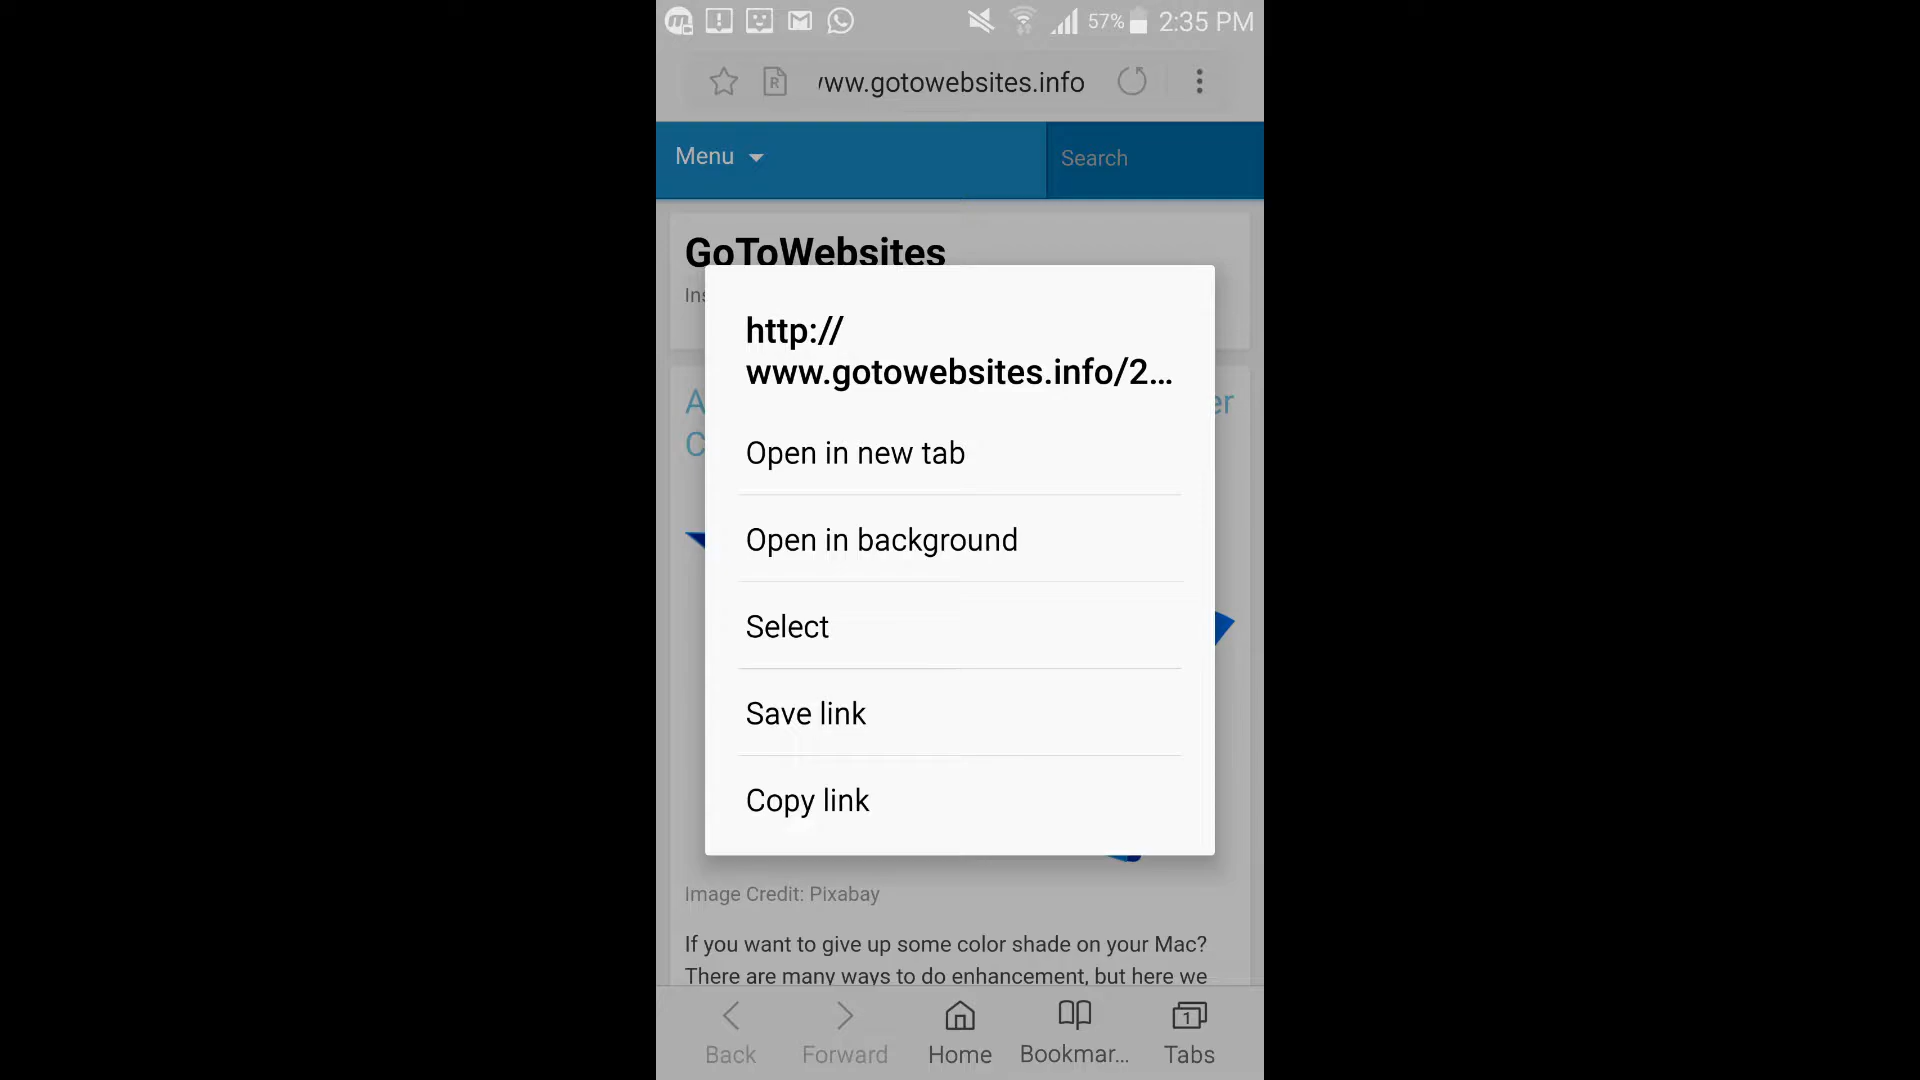 57% 2:35 PM
www.gotowebsites.info
Menu Search
GoToWebsites
http://
www.gotowebsites.info/2...
Open in new tab
Open in background
Select
Save link
Copy link
Image Credit: Pixabay
If you want to give up some color shade on your Mac?
There are many ways to do enhancement, but here we
1
Back Forward Home Bookmar... Tabs